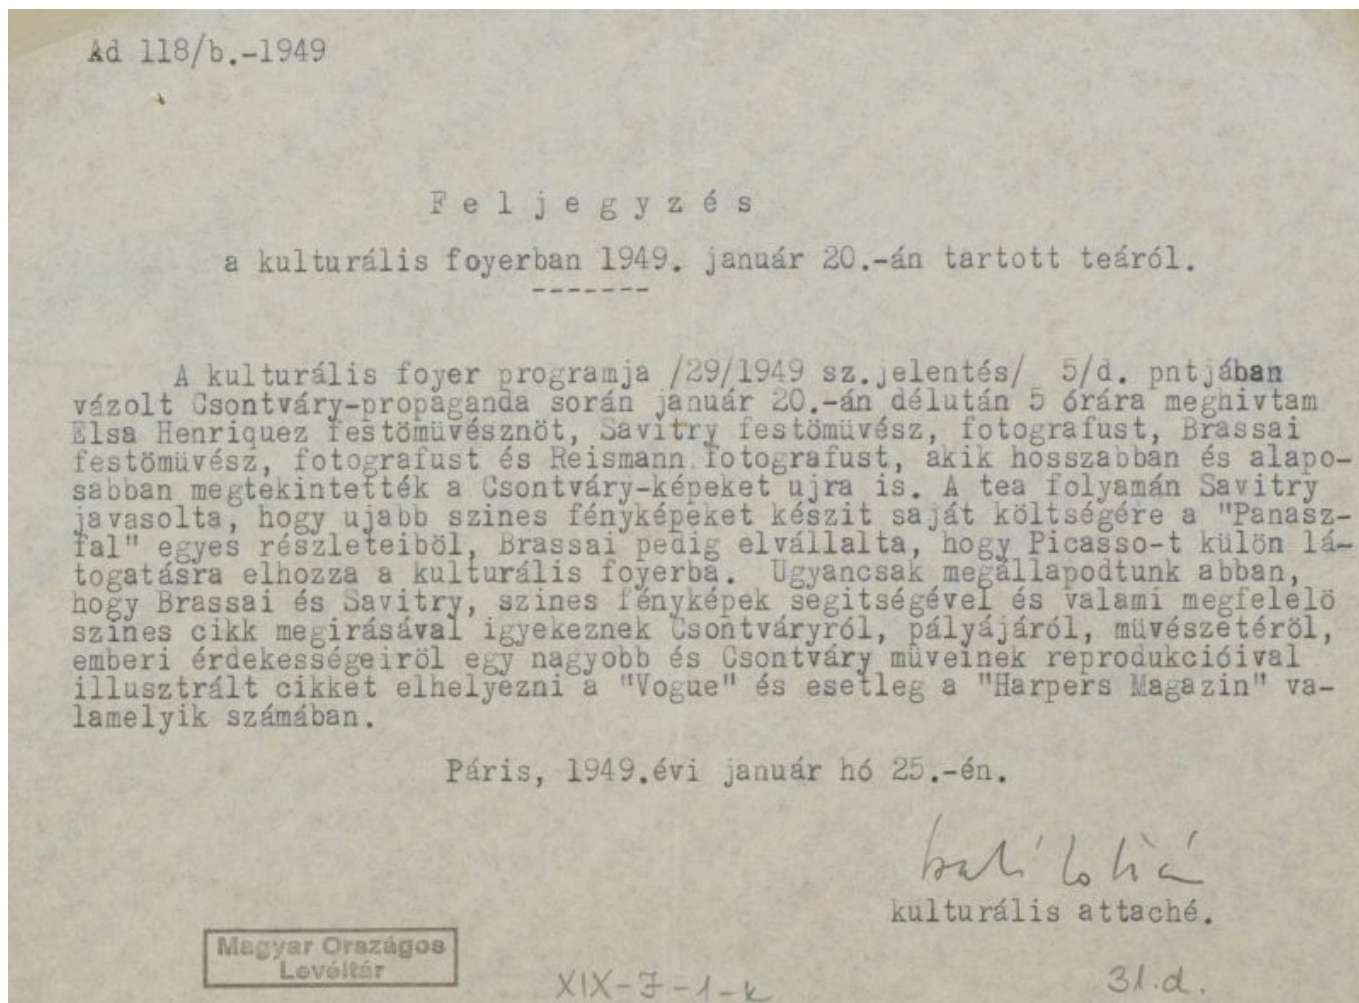 Ad 118/b.-1949
F e l j e g y z é s
a kulturális foyerban 1949. január 20.-án tartott teáról.
-------
A kulturális foyer programja /29/1949 sz.jelentés/ 5/d. pntjában
vázolt Csontváry-propaganda során január 20.-án délután 5 órára meghivtam
Elsa Henriquez festömüvésznöt, Savitry festömüvész, fotografust, Brassai
festömüvész, fotografust és Reismann fotografust, akik hosszabban és alapo-
sabban megtekintették a Csontváry-képeket ujra is. A tea folyamán Savitry
javasolta, hogy ujabb szines fényképeket készit saját költségére a "Panasz-
fal" egyes részleteiböl, Brassai pedig elvállalta, hogy Picasso-t külön lá-
togatásra elhozza a kulturális foyerba. Ugyancsak megállapodtunk abban,
hogy Brassai és Savitry, szines fényképek segitségével és valami megfelelö
szines cikk megirásával igyekeznek Csontváryról, pályájáról, müvészetéröl,
emberi érdekességeiröl egy nagyobb és Csontváry müveinek reprodukcióival
illusztrált cikket elhelyezni a "Vogue" és esetleg a "Harpers Magazin" va-
lamelyik számában.
Páris, 1949.évi január hó 25.-én.
kulturális attaché.
Magyar Országos
Levéltár
XIX-J-1-k
31.d.